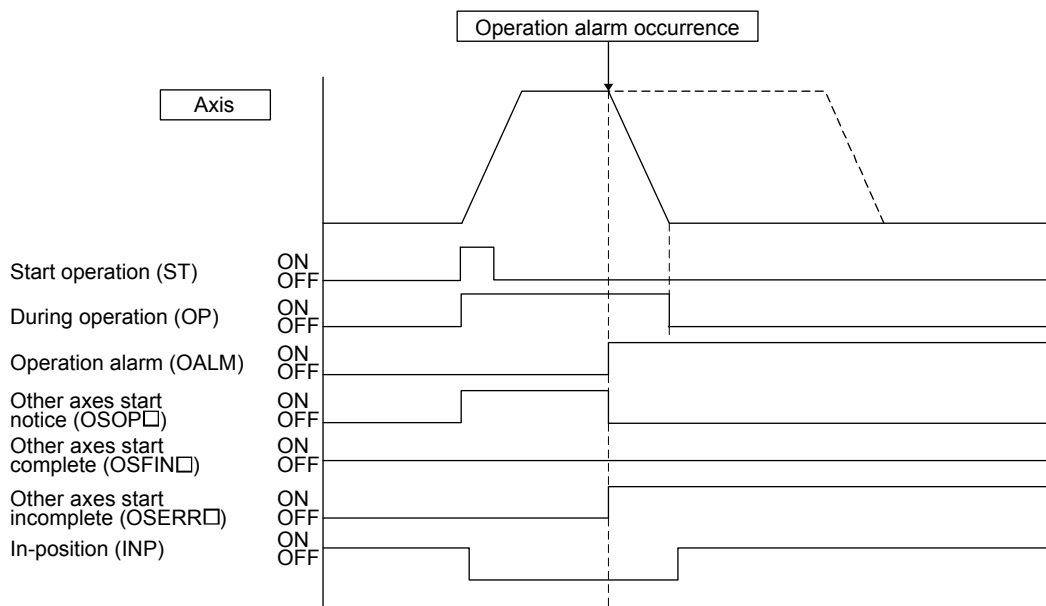 Operation alarm occurrence
Axis
Start operation (ST)
ON
OFF
During operation (OP)
ON
OFF
Operation alarm (OALM)
ON
OFF
Other axes start
notice (OSOP□)
ON
OFF
Other axes start
complete (OSFIN□)
ON
OFF
Other axes start
incomplete (OSERR□)
ON
OFF
In-position (INP)
ON
OFF